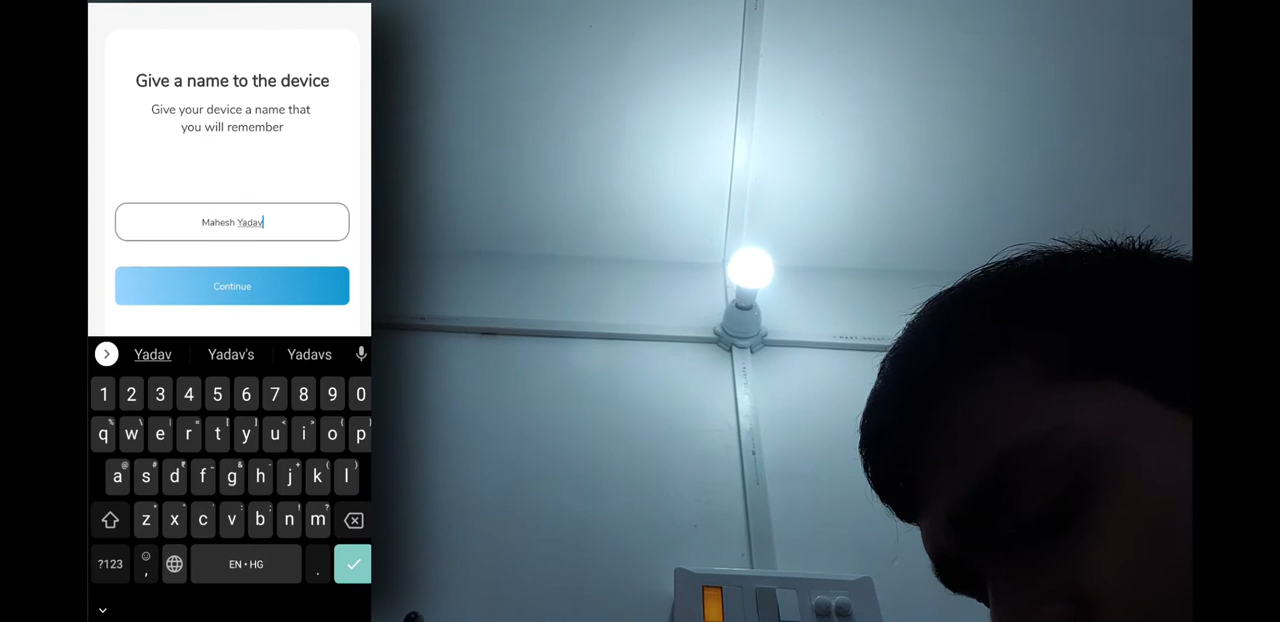 Give a name to the device
Give your device a name that
you will remember
Mahesh Yadav
Continue
Yadav Yadav's Yadavs
1 2 3 4 5 6 7 8 9 0
q w e r t y u i o p
a s d f g h j k l
z x c v b n m
?123 , EN • HG .